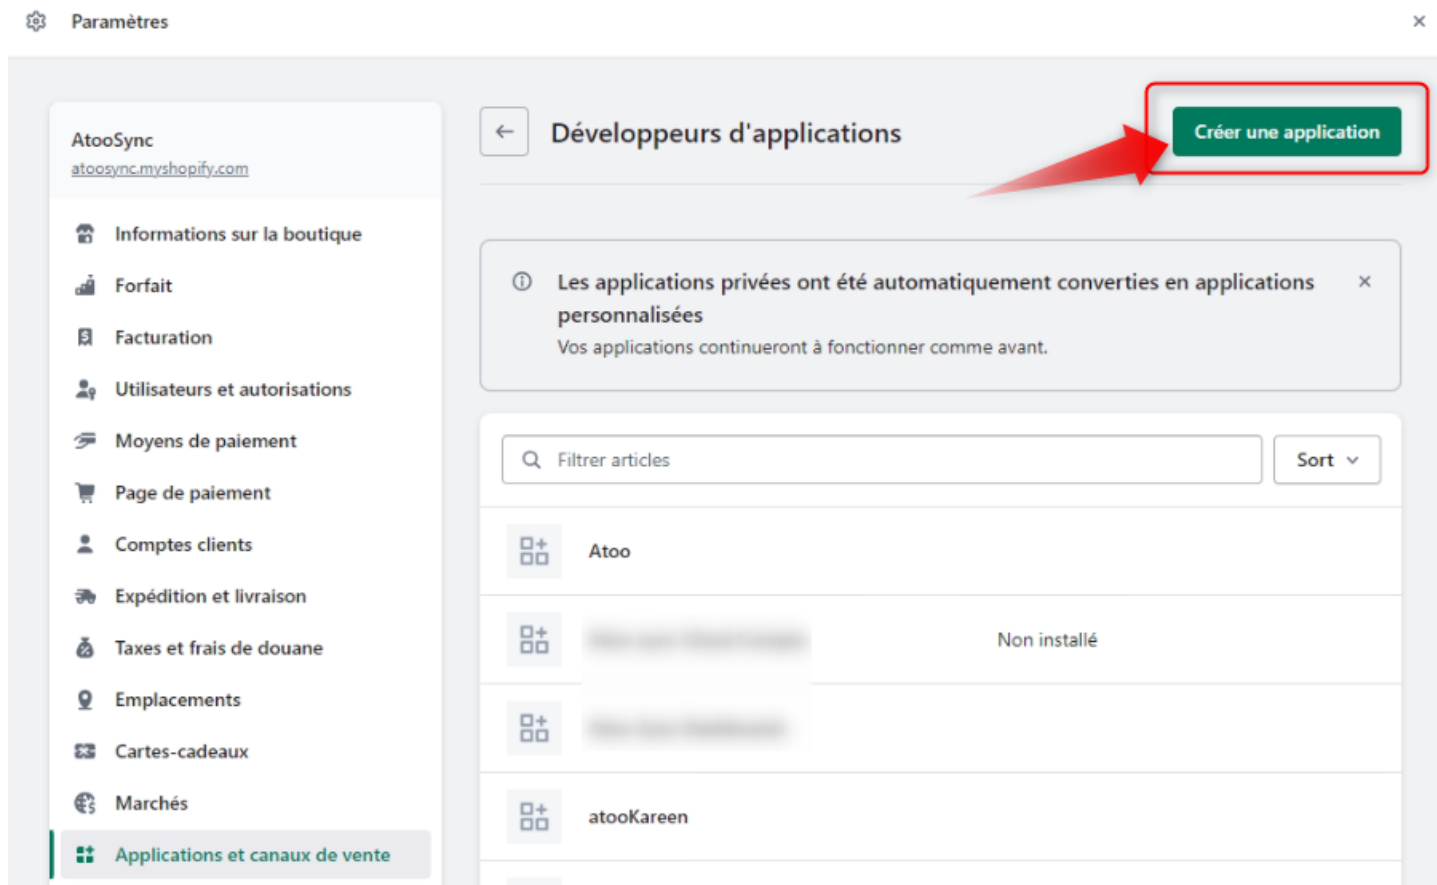 Paramètres
AtooSync
atoosync.myshopify.com
Informations sur la boutique
Forfait
Facturation
Utilisateurs et autorisations
Moyens de paiement
Page de paiement
Comptes clients
Expédition et livraison
Taxes et frais de douane
Emplacements
Cartes-cadeaux
Marchés
Applications et canaux de vente
Développeurs d'applications
Créer une application
Les applications privées ont été automatiquement converties en applications
personnalisées
Vos applications continueront à fonctionner comme avant.
Filtrer articles
Sort
Atoo
Non installé
atooKareen